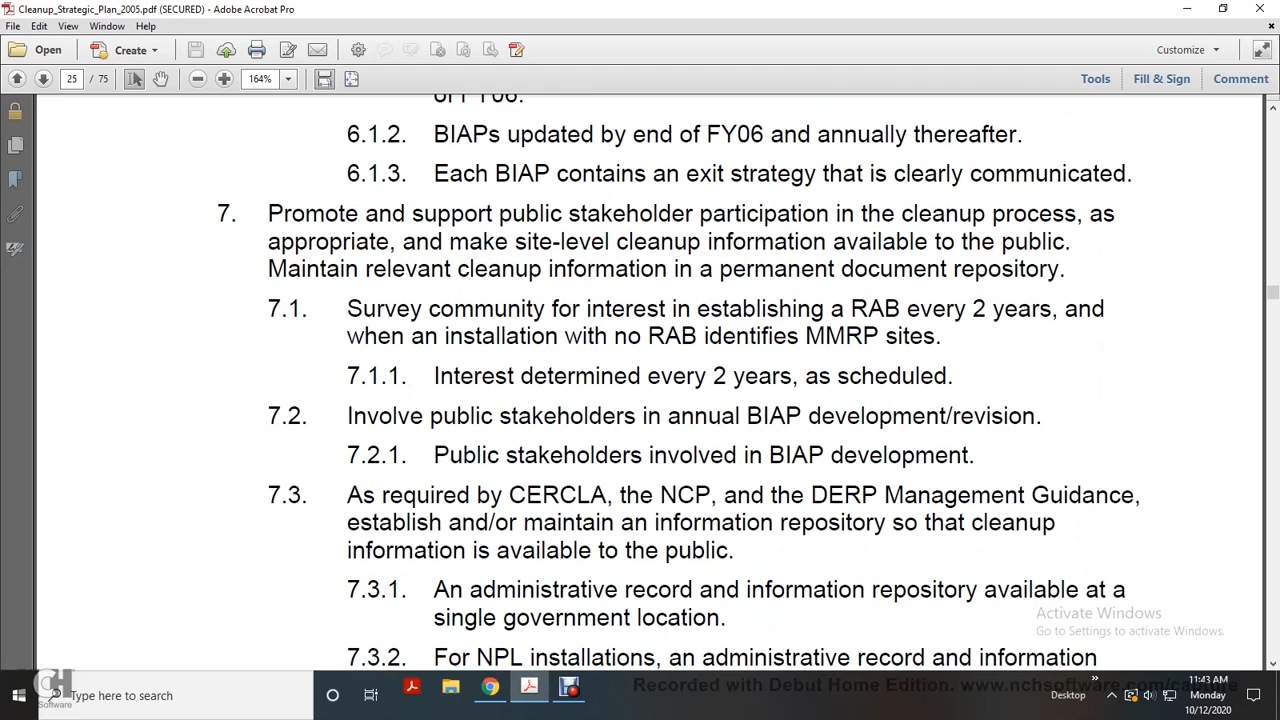 Cleanup_Strategic_Plan_2005.pdf (SECURED) - Adobe Acrobat Pro
File Edit View Window Help
Open Create Customize
25 / 75 164% Tools Fill & Sign Comment
of FY06.
6.1.2. BIAPs updated by end of FY06 and annually thereafter.
6.1.3. Each BIAP contains an exit strategy that is clearly communicated.
7. Promote and support public stakeholder participation in the cleanup process, as
appropriate, and make site-level cleanup information available to the public.
Maintain relevant cleanup information in a permanent document repository.
7.1. Survey community for interest in establishing a RAB every 2 years, and
when an installation with no RAB identifies MMRP sites.
7.1.1. Interest determined every 2 years, as scheduled.
7.2. Involve public stakeholders in annual BIAP development/revision.
7.2.1. Public stakeholders involved in BIAP development.
7.3. As required by CERCLA, the NCP, and the DERP Management Guidance,
establish and/or maintain an information repository so that cleanup
information is available to the public.
7.3.1. An administrative record and information repository available at a
single government location.
Activate Windows
Go to Settings to activate Windows.
7.3.2. For NPL installations, an administrative record and information
Recorded with Debut Home Edition. www.nchsoftware.com/capture
CH
Software
Type here to search
Desktop
11:43 AM
Monday
10/12/2020